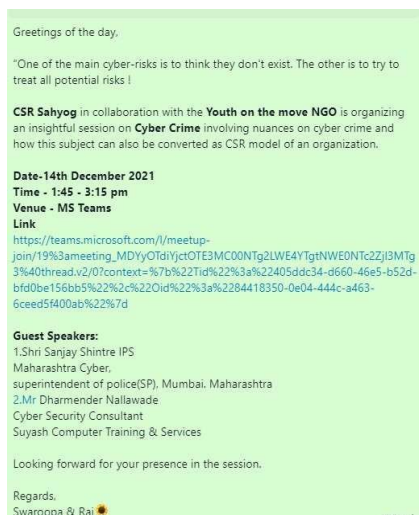 Greetings of the day,
"One of the main cyber-risks is to think they don't exist. The other is to try to
treat all potential risks !
CSR Sahyog in collaboration with the Youth on the move NGO is organizing
an insightful session on Cyber Crime involving nuances on cyber crime and
how this subject can also be converted as CSR model of an organization.
Date-14th December 2021
Time - 1:45 - 3:15 pm
Venue - MS Teams
Link
https://teams.microsoft.com/l/meetup-
join/19%3ameeting_MDYyOTdiYjctOTE3MC00NTg2LWE4YTgtNWE0NTc2ZjI3MTg
3%40thread.v2/0?context=%7b%22Tid%22%3a%22405ddc34-d660-46e5-b52d-
bfd0be156bb5%22%2c%22Oid%22%3a%2284418350-0e04-444c-a463-
6ceed5f400ab%22%7d
Guest Speakers:
1.Shri Sanjay Shintre IPS
Maharashtra Cyber,
superintendent of police(SP), Mumbai. Maharashtra
2.Mr Dharmender Nallawade
Cyber Security Consultant
Suyash Computer Training & Services
Looking forward for your presence in the session.
Regards,
Swaroopa & Raj🌻